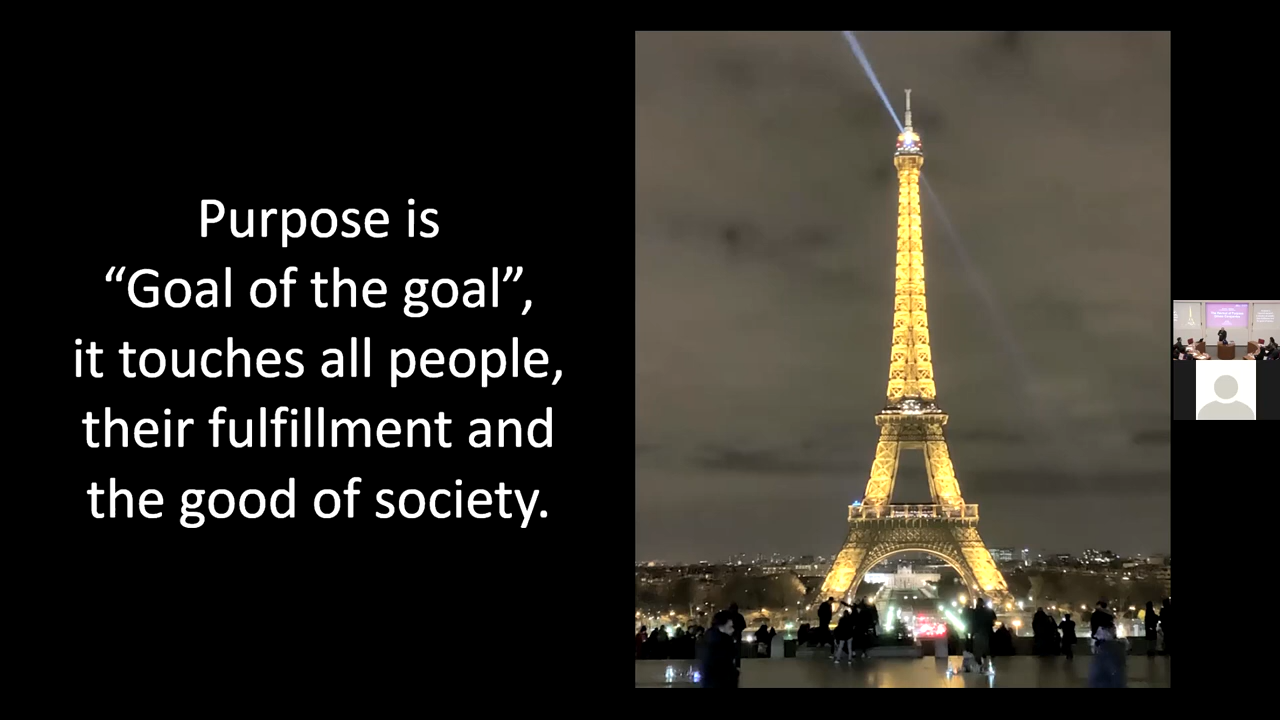 Purpose is
“Goal of the goal”,
it touches all people,
their fulfillment and
the good of society.